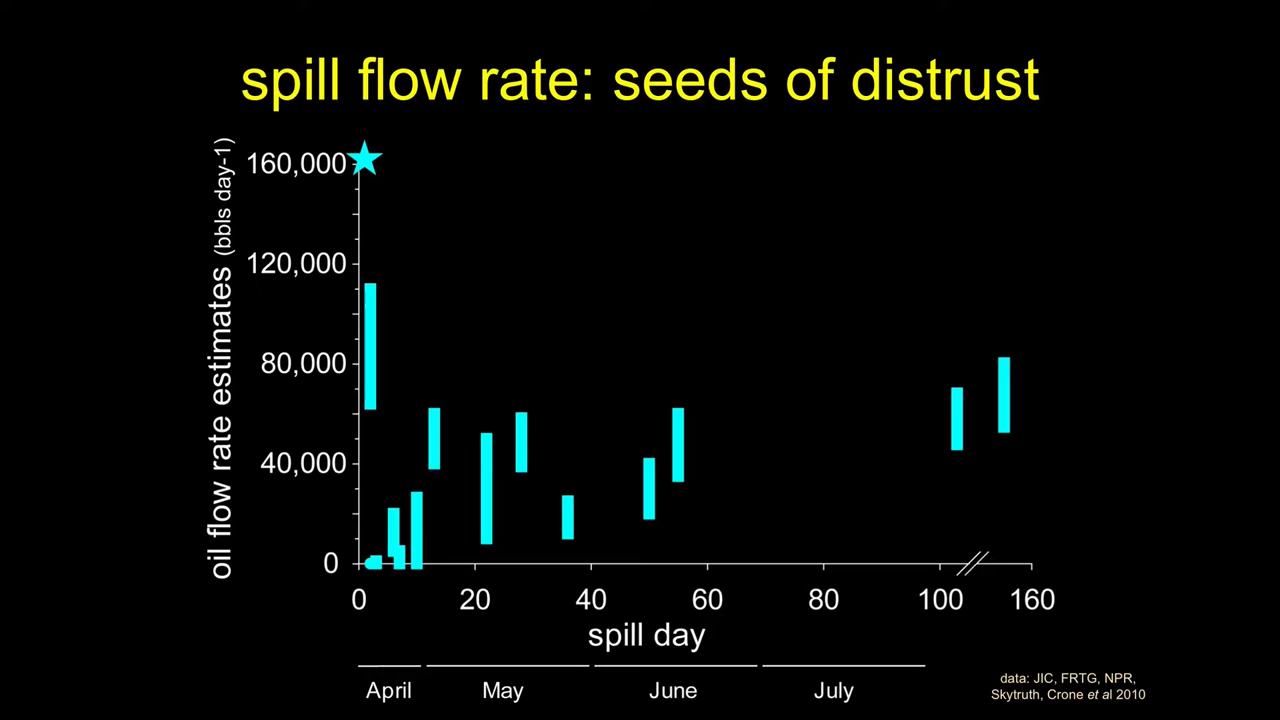 spill flow rate: seeds of distrust
oil flow rate estimates (bbls day-1)
160,000
120,000
80,000
40,000
0
0 20 40 60 80 100 160
spill day
April May June July
data: JIC, FRTG, NPR,
Skytruth, Crone et al 2010